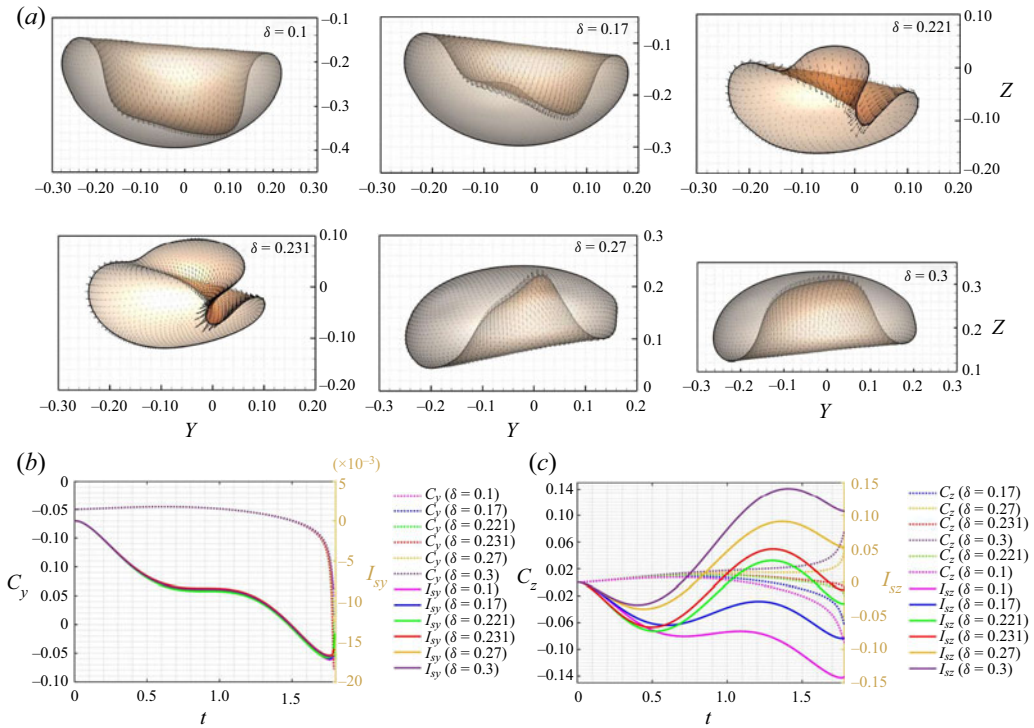 (a)
δ = 0.1
–0.1
–0.2
–0.3
–0.4
–0.30 –0.20 –0.10 0 0.10 0.20 0.30
δ = 0.17
–0.1
–0.2
–0.3
–0.30 –0.20 –0.10 0 0.10 0.20
δ = 0.221
0.10
0
–0.10
–0.20
Z
–0.30 –0.20 –0.10 0 0.10 0.20
δ = 0.231
0.10
0
–0.10
–0.20
–0.30 –0.20 –0.10 0 0.10 0.20
Y
δ = 0.27
0.3
0.2
0.1
0
–0.30 –0.20 –0.10 0 0.10 0.20
Y
δ = 0.3
0.3
0.2
0.1
Z
–0.3 –0.2 –0.1 0 0.1 0.2 0.3
Y
(b)
(×10⁻³)
0
–0.05
–0.10
0.10
0.05
0
–0.05
–0.10
C_y
5
0
–5
–10
–15
–20
I_sy
0 0.5 1.0 1.5
t
C_y (δ = 0.1)
C_y (δ = 0.17)
C_y (δ = 0.221)
C_y (δ = 0.231)
C_y (δ = 0.27)
C_y (δ = 0.3)
I_sy (δ = 0.1)
I_sy (δ = 0.17)
I_sy (δ = 0.221)
I_sy (δ = 0.231)
I_sy (δ = 0.27)
I_sy (δ = 0.3)
(c)
0.14
0.10
0.06
0.02
–0.02
–0.06
–0.10
–0.14
C_z
0.15
0.10
0.05
0
–0.05
–0.10
–0.15
I_sz
0 0.5 1.0 1.5
t
C_z (δ = 0.17)
C_z (δ = 0.27)
C_z (δ = 0.231)
C_z (δ = 0.3)
C_z (δ = 0.221)
C_z (δ = 0.1)
I_sz (δ = 0.1)
I_sz (δ = 0.17)
I_sz (δ = 0.221)
I_sz (δ = 0.231)
I_sz (δ = 0.27)
I_sz (δ = 0.3)